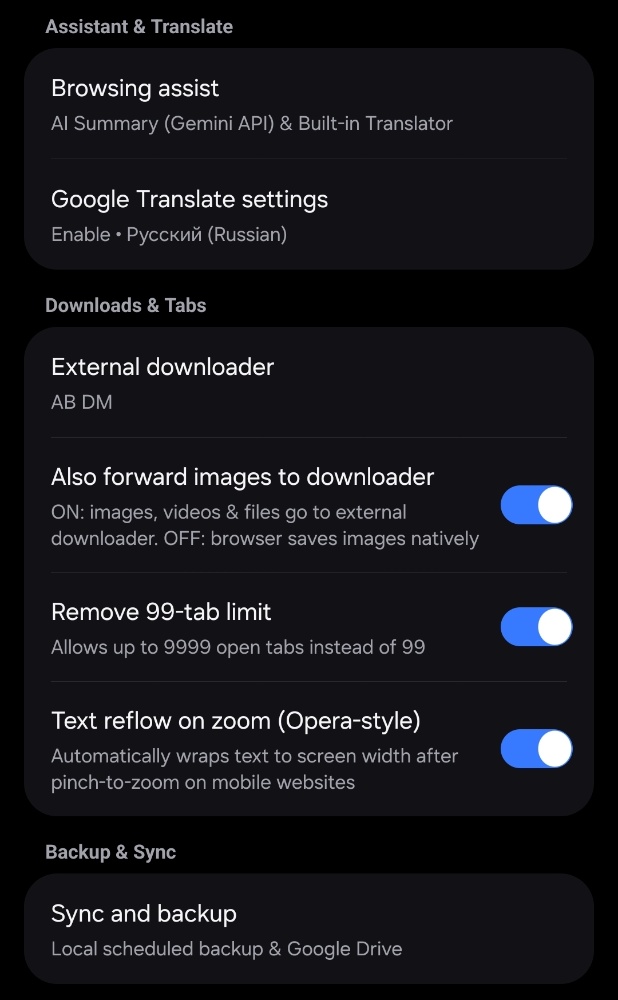 Assistant & Translate
Browsing assist
AI Summary (Gemini API) & Built-in Translator
Google Translate settings
Enable • Русский (Russian)
Downloads & Tabs
External downloader
AB DM
Also forward images to downloader
ON: images, videos & files go to external
downloader. OFF: browser saves images natively
Remove 99-tab limit
Allows up to 9999 open tabs instead of 99
Text reflow on zoom (Opera-style)
Automatically wraps text to screen width after
pinch-to-zoom on mobile websites
Backup & Sync
Sync and backup
Local scheduled backup & Google Drive